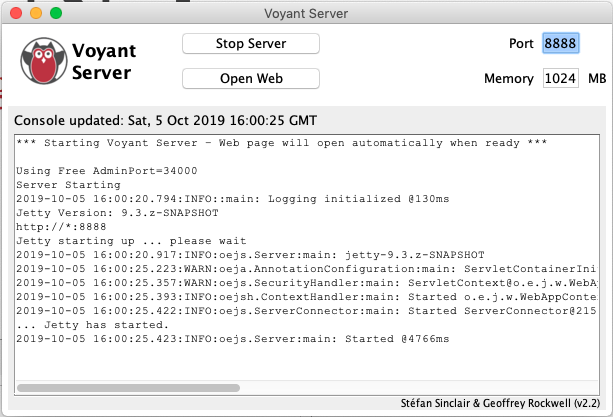 Voyant Server
Voyant
Server
Stop Server
Port 8888
Open Web
Memory 1024 MB
Console updated: Sat, 5 Oct 2019 16:00:25 GMT
*** Starting Voyant Server – Web page will open automatically when ready ***
Using Free AdminPort=34000
Server Starting
2019-10-05 16:00:20.794:INFO::main: Logging initialized @130ms
Jetty Version: 9.3.z-SNAPSHOT
http://*:8888
Jetty starting up ... please wait
2019-10-05 16:00:20.917:INFO:oejs.Server:main: jetty-9.3.z-SNAPSHOT
2019-10-05 16:00:25.223:WARN:oeja.AnnotationConfiguration:main: ServletContainerIni
2019-10-05 16:00:25.357:WARN:oejs.SecurityHandler:main: ServletContext@o.e.j.w.WebA
2019-10-05 16:00:25.393:INFO:oejsh.ContextHandler:main: Started o.e.j.w.WebAppConte
2019-10-05 16:00:25.422:INFO:oejs.ServerConnector:main: Started ServerConnector@215
... Jetty has started.
2019-10-05 16:00:25.423:INFO:oejs.Server:main: Started @4766ms
Stéfan Sinclair & Geoffrey Rockwell (v2.2)